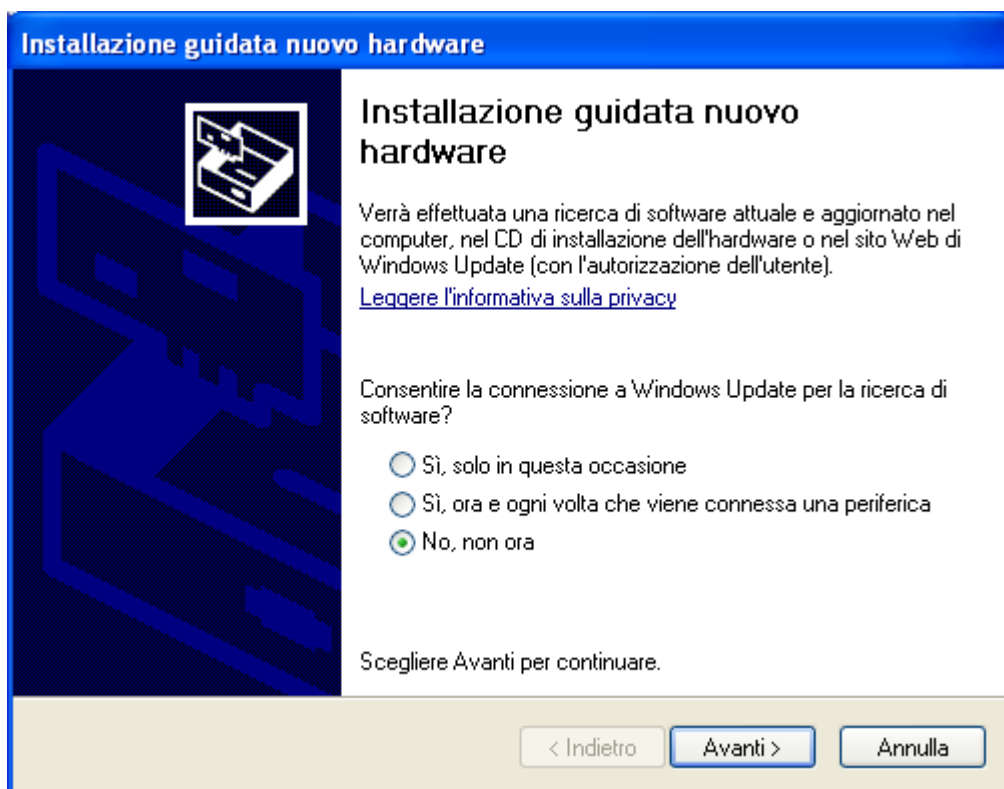 Installazione guidata nuovo hardware
Installazione guidata nuovo
hardware
Verrà effettuata una ricerca di software attuale e aggiornato nel
computer, nel CD di installazione dell'hardware o nel sito Web di
Windows Update (con l'autorizzazione dell'utente).
Leggere l'informativa sulla privacy
Consentire la connessione a Windows Update per la ricerca di
software?
Sì, solo in questa occasione
Sì, ora e ogni volta che viene connessa una periferica
No, non ora
Scegliere Avanti per continuare.
< Indietro Avanti > Annulla